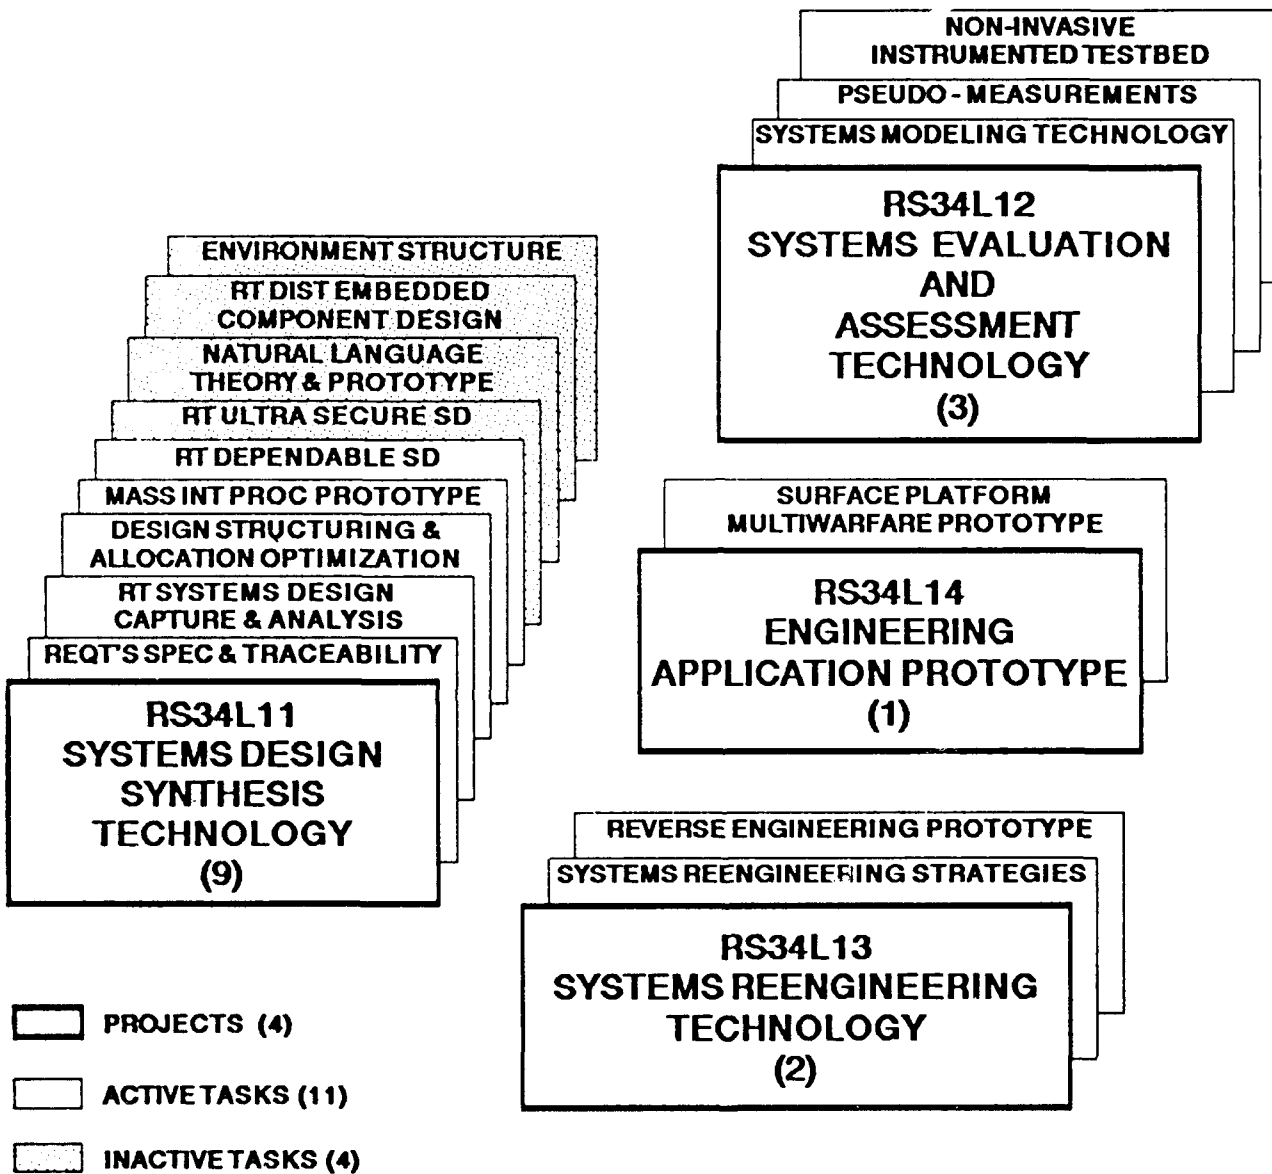 NON-INVASIVE
INSTRUMENTED TESTBED
PSEUDO - MEASUREMENTS
SYSTEMS MODELING TECHNOLOGY
RS34L12
SYSTEMS EVALUATION
AND
ASSESSMENT
TECHNOLOGY
(3)
ENVIRONMENT STRUCTURE
RT DIST EMBEDDED
COMPONENT DESIGN
NATURAL LANGUAGE
THEORY & PROTOTYPE
RT ULTRA SECURE SD
RT DEPENDABLE SD
MASS INT PROC PROTOTYPE
DESIGN STRUCTURING &
ALLOCATION OPTIMIZATION
RT SYSTEMS DESIGN
CAPTURE & ANALYSIS
REQT'S SPEC & TRACEABILITY
RS34L11
SYSTEMS DESIGN
SYNTHESIS
TECHNOLOGY
(9)
SURFACE PLATFORM
MULTIWARFARE PROTOTYPE
RS34L14
ENGINEERING
APPLICATION PROTOTYPE
(1)
REVERSE ENGINEERING PROTOTYPE
SYSTEMS REENGINEERING STRATEGIES
RS34L13
SYSTEMS REENGINEERING
TECHNOLOGY
(2)
PROJECTS (4)
ACTIVE TASKS (11)
INACTIVE TASKS (4)